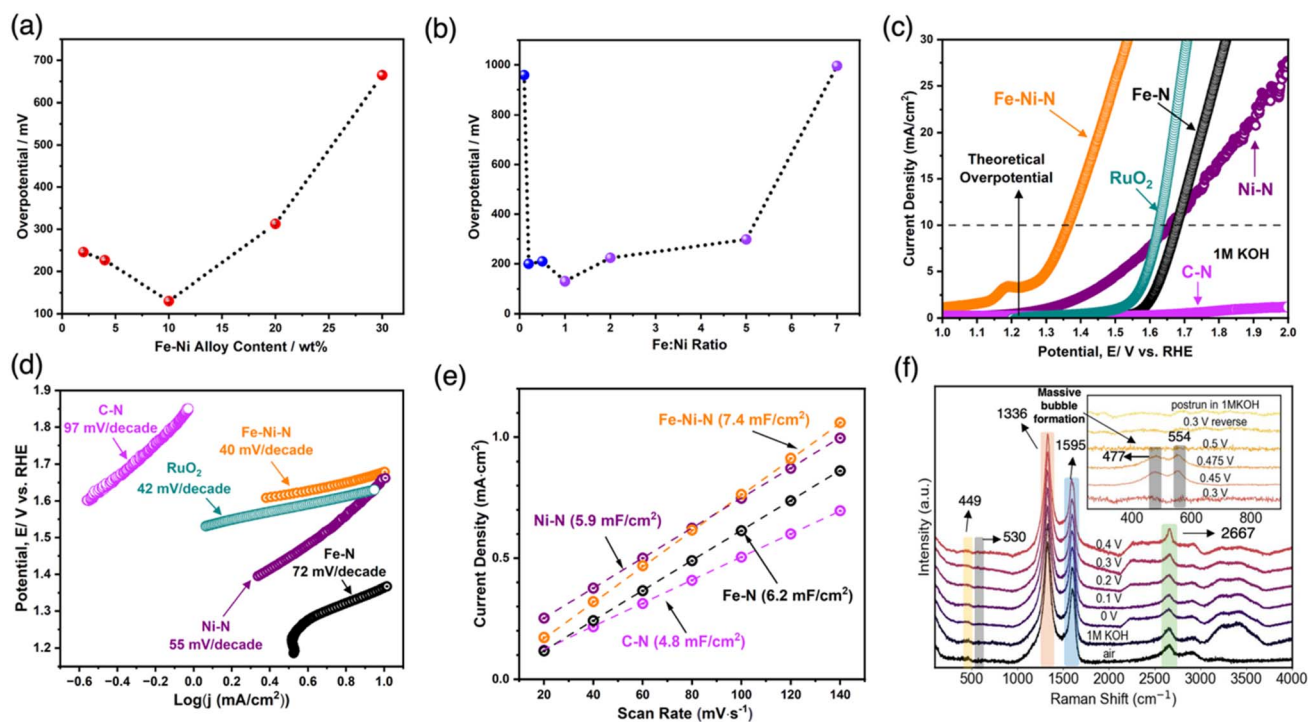 (a)
700
600
500
400
300
200
100
Overpotential / mV
0
5
10
15
20
25
30
Fe-Ni Alloy Content / wt%
(b)
1000
800
600
400
200
0
Overpotential / mV
0
1
2
3
4
5
6
7
Fe:Ni Ratio
(c)
30
25
20
15
10
5
0
Current Density (mA/cm²)
Fe-Ni-N
Fe-N
Theoretical
Overpotential
RuO₂
Ni-N
1M KOH
C-N
1.0
1.1
1.2
1.3
1.4
1.5
1.6
1.7
1.8
1.9
2.0
Potential, E/ V vs. RHE
(d)
1.9
1.8
1.7
1.6
1.5
1.4
1.3
1.2
Potential, E/ V vs. RHE
C-N
97 mV/decade
Fe-Ni-N
40 mV/decade
RuO₂
42 mV/decade
Fe-N
72 mV/decade
Ni-N
55 mV/decade
−0.6
−0.4
−0.2
0.0
0.2
0.4
0.6
0.8
1.0
Log(j (mA/cm²))
(e)
1.0
0.5
0.0
Current Density (mA·cm²)
Fe-Ni-N (7.4 mF/cm²)
Ni-N (5.9 mF/cm²)
Fe-N (6.2 mF/cm²)
C-N (4.8 mF/cm²)
20
40
60
80
100
120
140
Scan Rate (mV·s⁻¹)
(f)
Intensity (a.u.)
Massive
bubble
formation
1336
1595
postrun in 1MKOH
0.3 V reverse
554
0.5 V
477
0.475 V
0.45 V
0.3 V
400
600
800
449
530
2667
0.4 V
0.3 V
0.2 V
0.1 V
0 V
1M KOH
air
500
1000
1500
2000
2500
3000
3500
4000
Raman Shift (cm⁻¹)